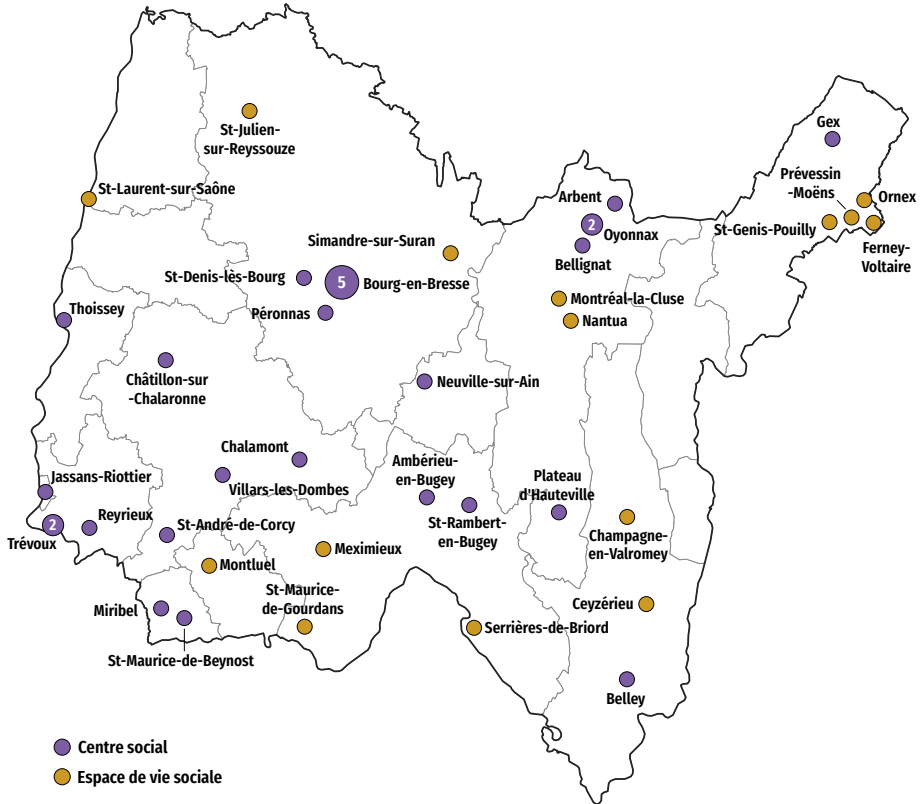 Gex
St-Julien-
sur-Reyssouze
Prévessin
-Moëns
St-Laurent-sur-Saône
Arbent
Ornex
2
Oyonnax
St-Genis-Pouilly
Simandre-sur-Suran
Bellignat
Ferney-
Voltaire
St-Denis-lès-Bourg
5
Bourg-en-Bresse
Montréal-la-Cluse
Thoissey
Péronnas
Nantua
Châtillon-sur
-Chalaronne
Neuville-sur-Ain
Chalamont
Ambérieu-
en-Bugey
Jassans-Riottier
Villars-les-Dombes
Plateau
d'Hauteville
Reyrieux
2
Trévoux
St-André-de-Corcy
St-Rambert-
en-Bugey
Champagne-
en-Valromey
Meximieux
Montluel
St-Maurice-
de-Gourdans
Ceyzérieu
Miribel
Serrières-de-Briord
St-Maurice-de-Beynost
Belley
Centre social
Espace de vie sociale